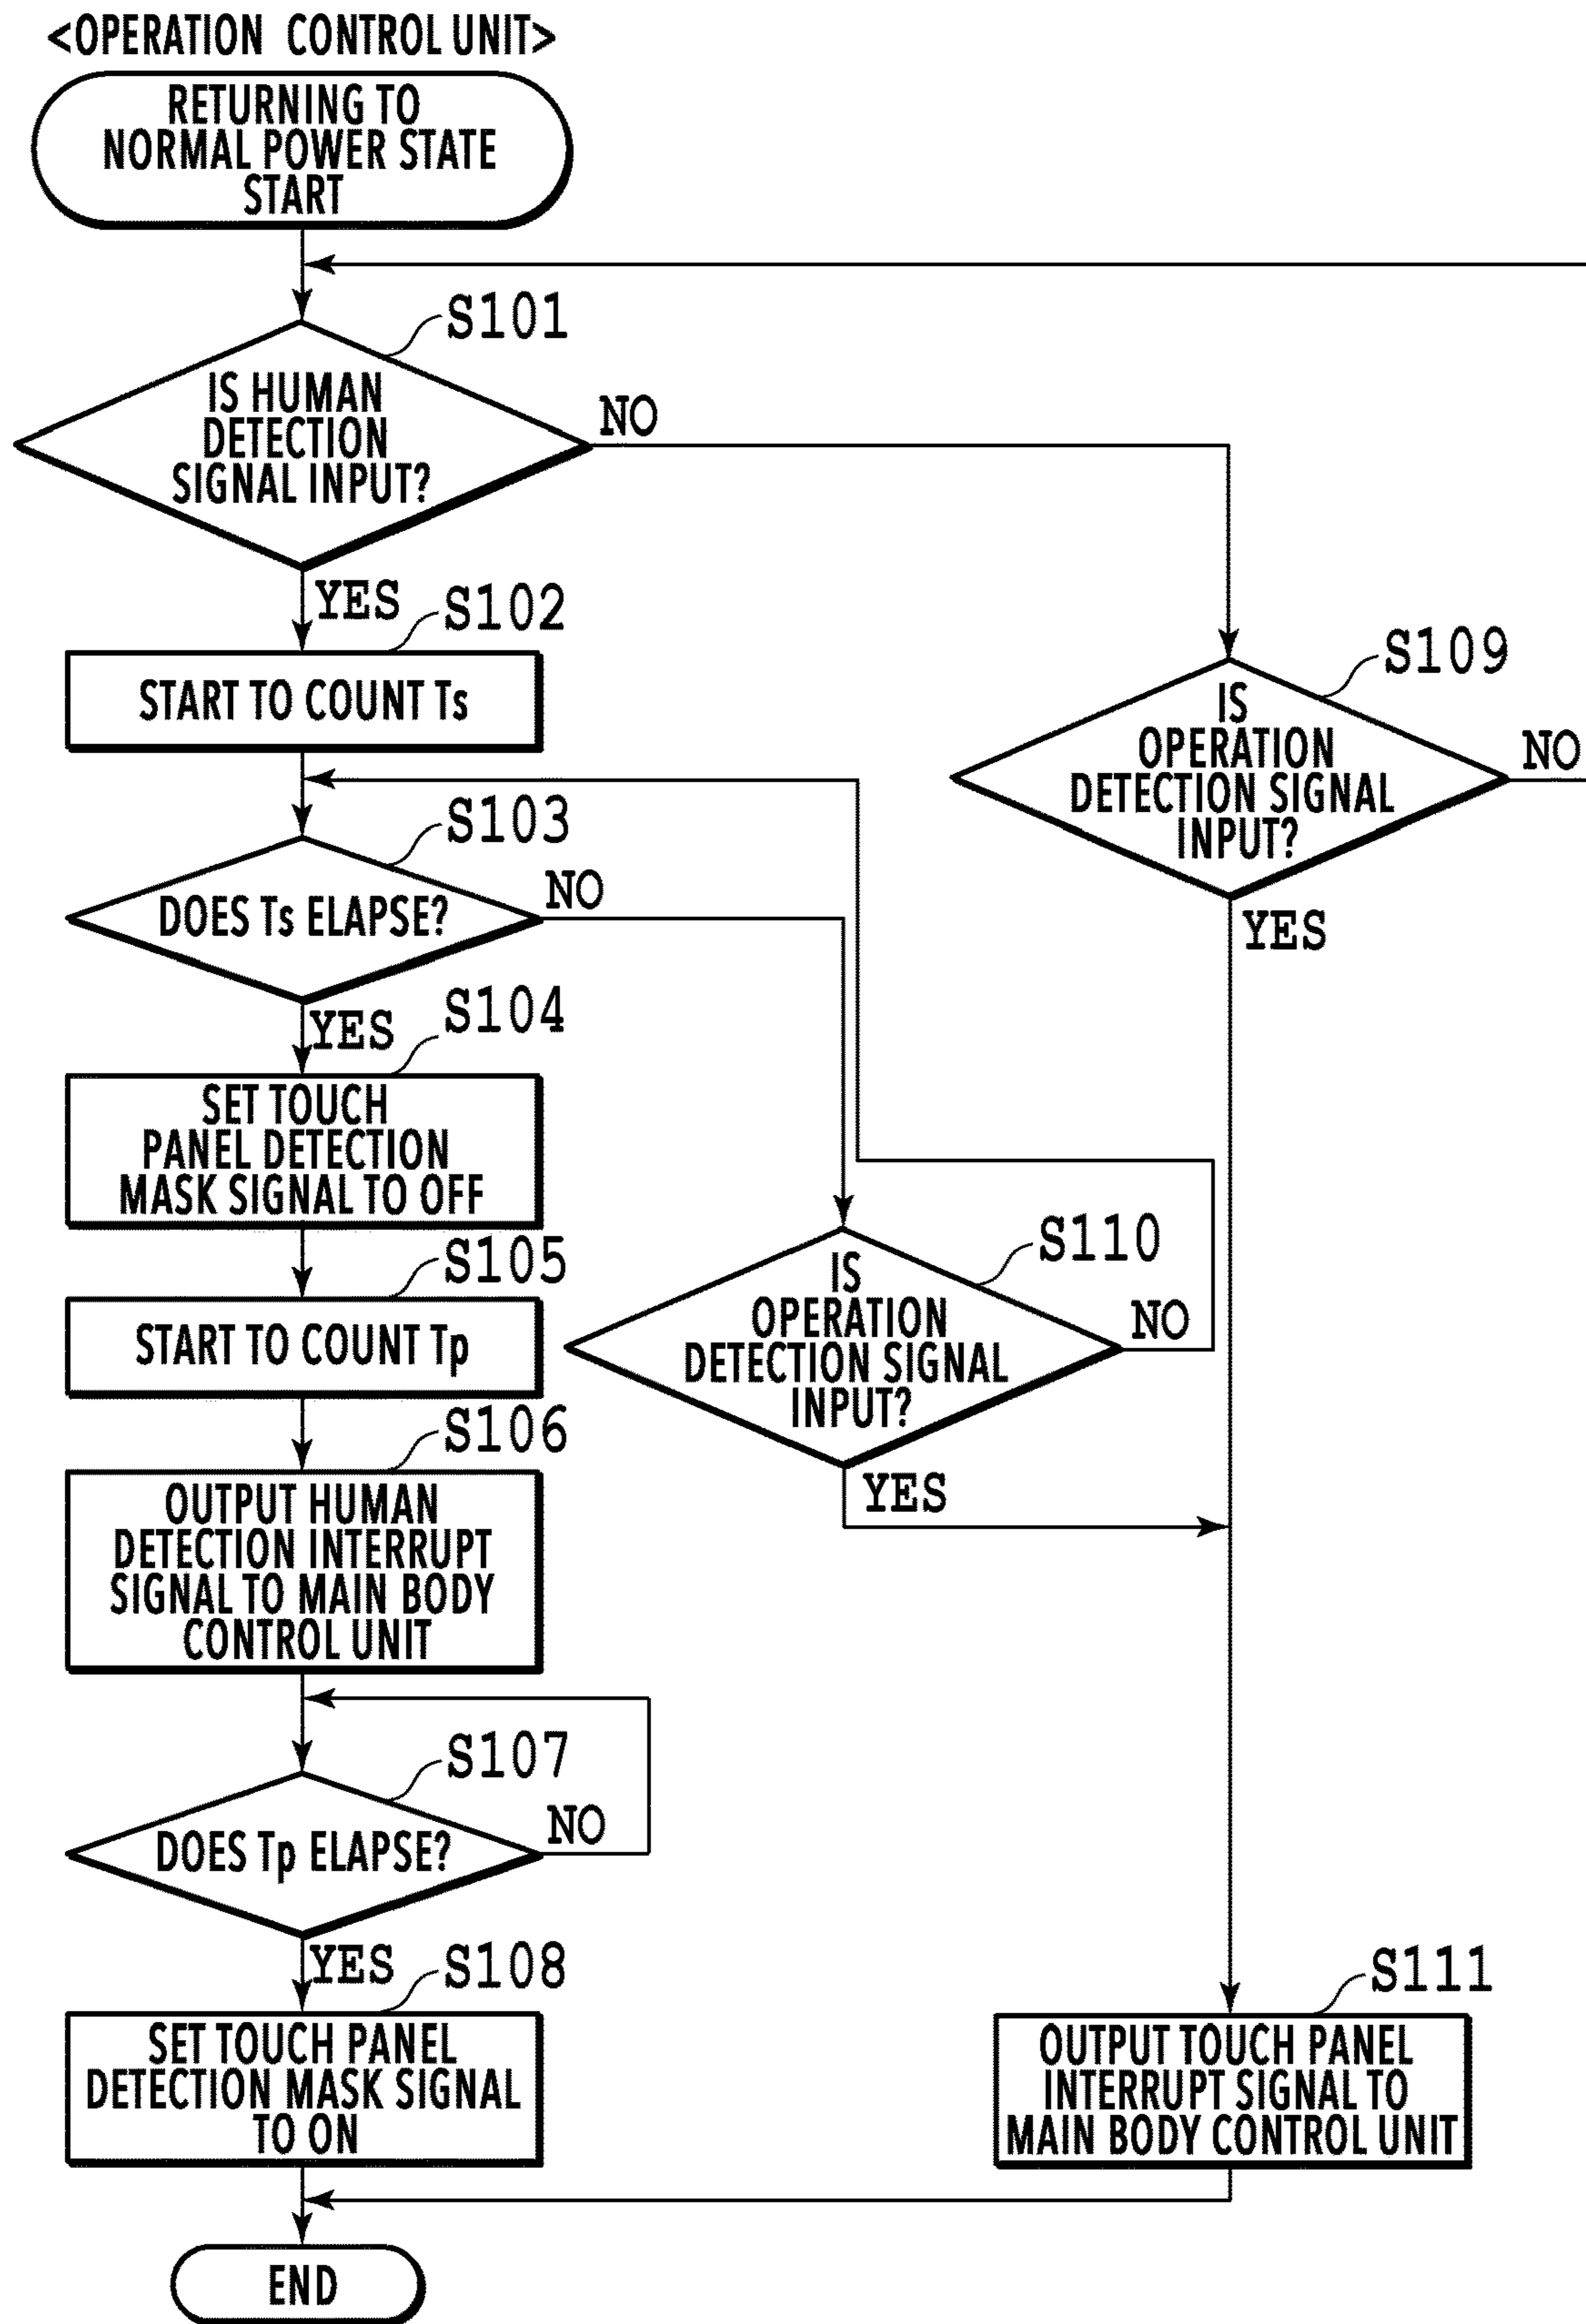 <OPERATION CONTROL UNIT>
RETURNING TO
NORMAL POWER STATE
START
S101
IS HUMAN
DETECTION
SIGNAL INPUT?
NO
YES
S102
START TO COUNT Ts
S109
IS
OPERATION
DETECTION SIGNAL
INPUT?
NO
YES
S103
DOES Ts ELAPSE?
NO
YES
S104
SET TOUCH
PANEL DETECTION
MASK SIGNAL TO OFF
S105
START TO COUNT Tp
S110
IS
OPERATION
DETECTION SIGNAL
INPUT?
NO
YES
S106
OUTPUT HUMAN
DETECTION INTERRUPT
SIGNAL TO MAIN BODY
CONTROL UNIT
S107
DOES Tp ELAPSE?
NO
YES
S108
SET TOUCH PANEL
DETECTION MASK SIGNAL
TO ON
S111
OUTPUT TOUCH PANEL
INTERRUPT SIGNAL TO
MAIN BODY CONTROL UNIT
END